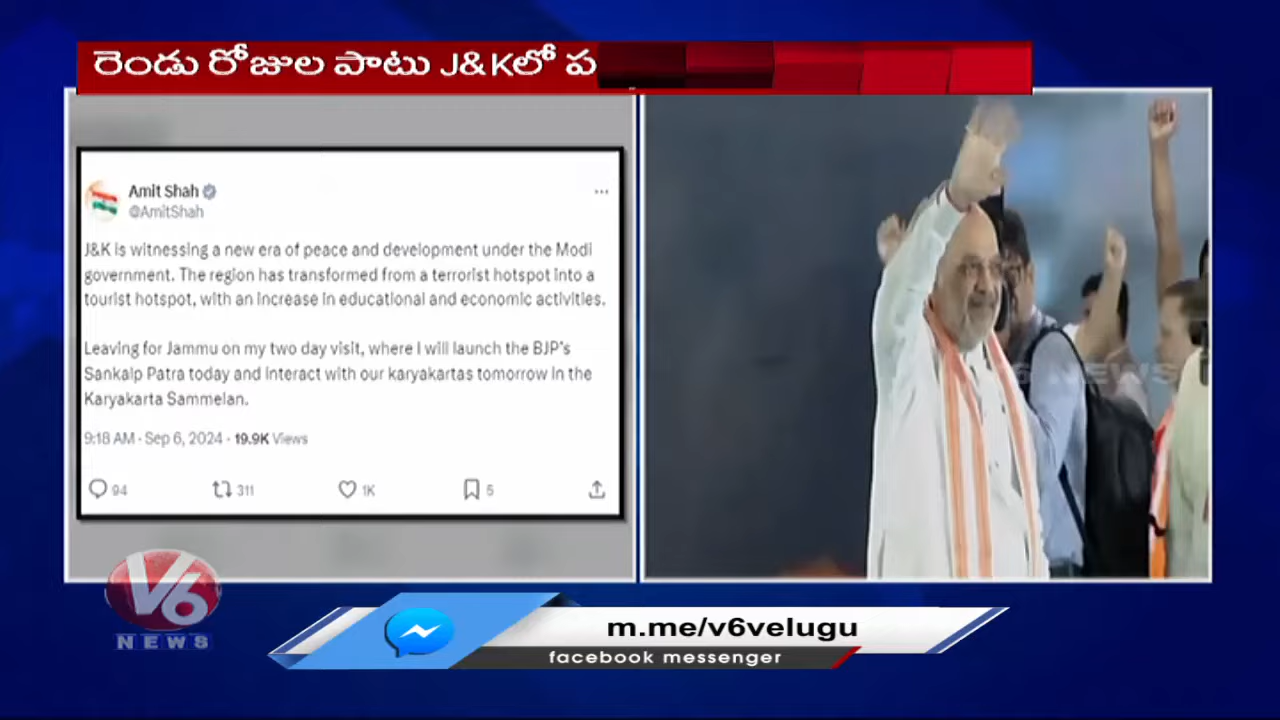 రెండు రోజుల పాటు J&Kలో ప
Amit Shah
@AmitShah
J&K is witnessing a new era of peace and development under the Modi
government. The region has transformed from a terrorist hotspot into a
tourist hotspot, with an increase in educational and economic activities.
Leaving for Jammu on my two day visit, where I will launch the BJP's
Sankalp Patra today and interact with our karyakartas tomorrow in the
Karyakarta Sammelan.
9:18 AM · Sep 6, 2024 · 19.9K Views
94 311 1K 5
6 NEWS
V6
NEWS
m.me/v6velugu
facebook messenger